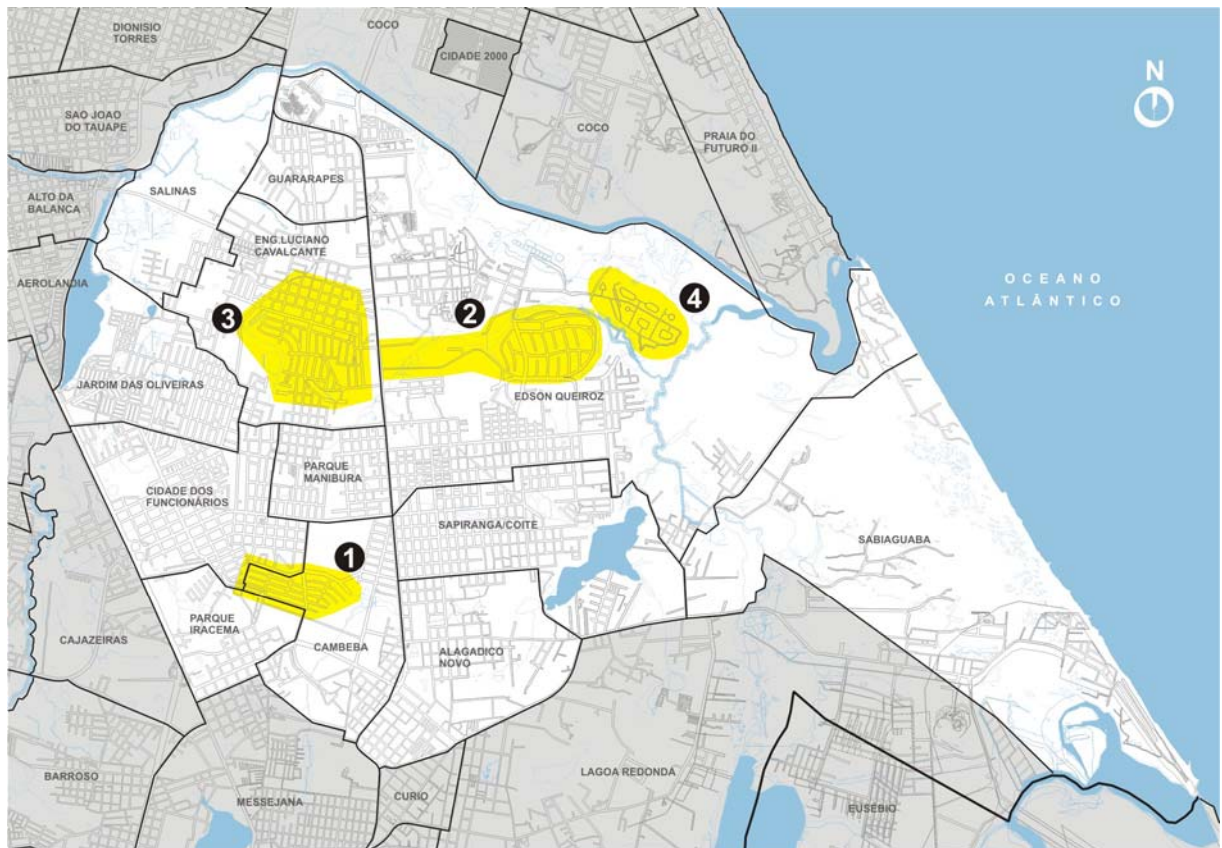 DIONISIO
TORRES
COCO
CIDADE 2000
N
SAO JOAO
DO TAUAPE
COCO
PRAIA DO
FUTURO II
GUARARAPES
SALINAS
ALTO DA
BALANCA
ENG.LUCIANO
CAVALCANTE
AEROLANDIA
OCEANO
ATLÂNTICO
4
2
3
JARDIM DAS OLIVEIRAS
EDSON QUEIROZ
PARQUE
MANIBURA
CIDADE DOS
FUNCIONÁRIOS
SAPIRANGA/COITE
SABIAGUABA
1
PARQUE
IRACEMA
CAJAZEIRAS
CAMBEBA
ALAGADICO
NOVO
LAGOA REDONDA
BARROSO
MESSEJANA
CURIO
EUSEBIO